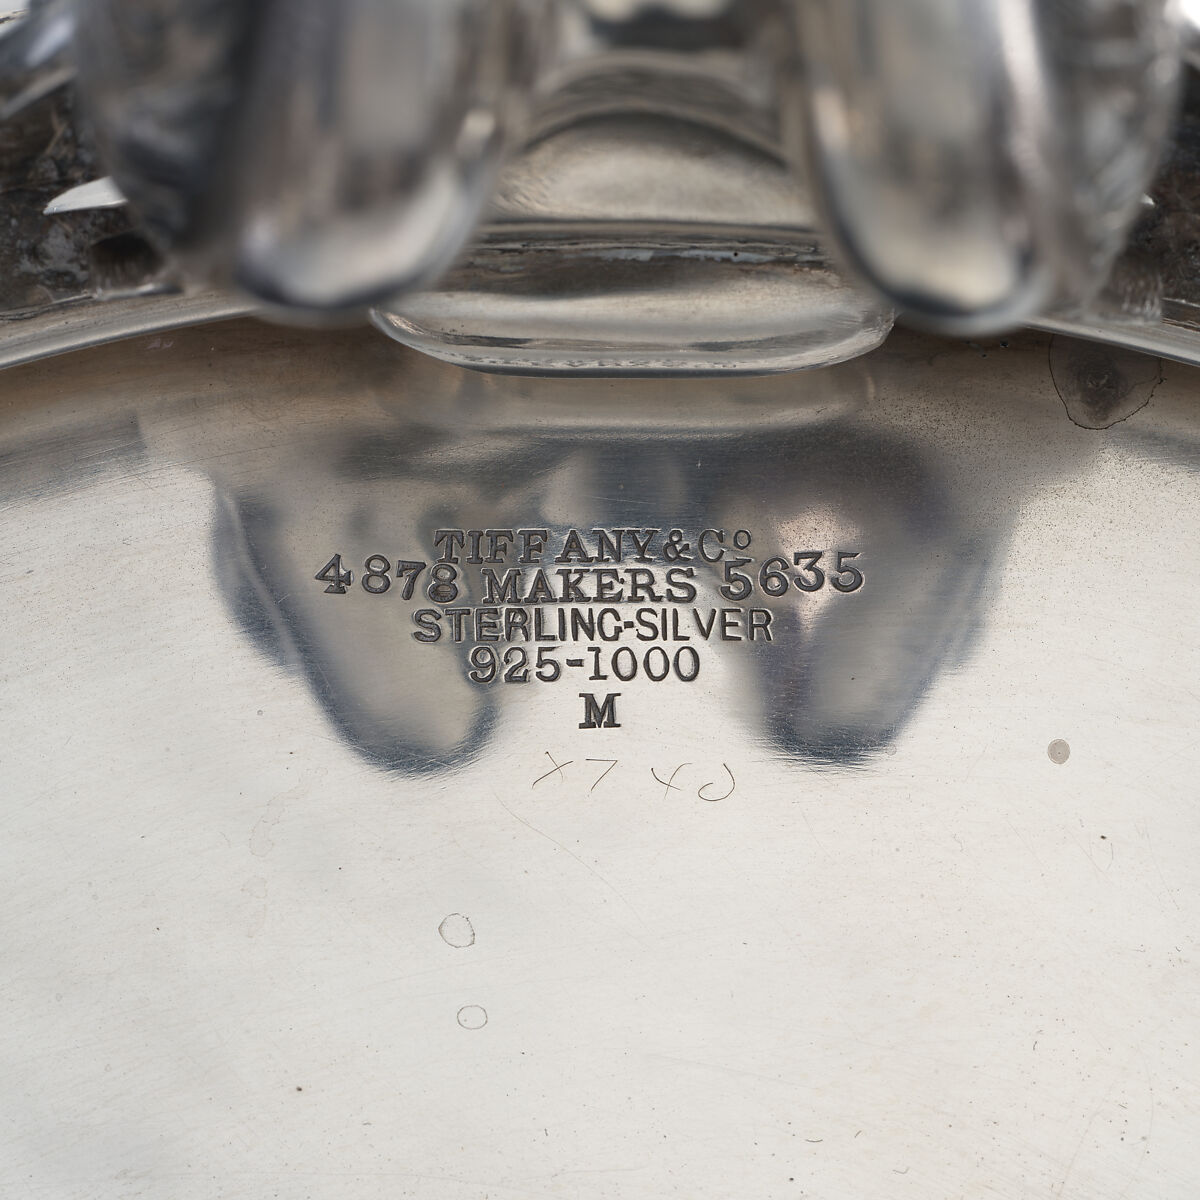 TIFFANY & Co
4878 MAKERS 5635
STERLING-SILVER
925-1000
M